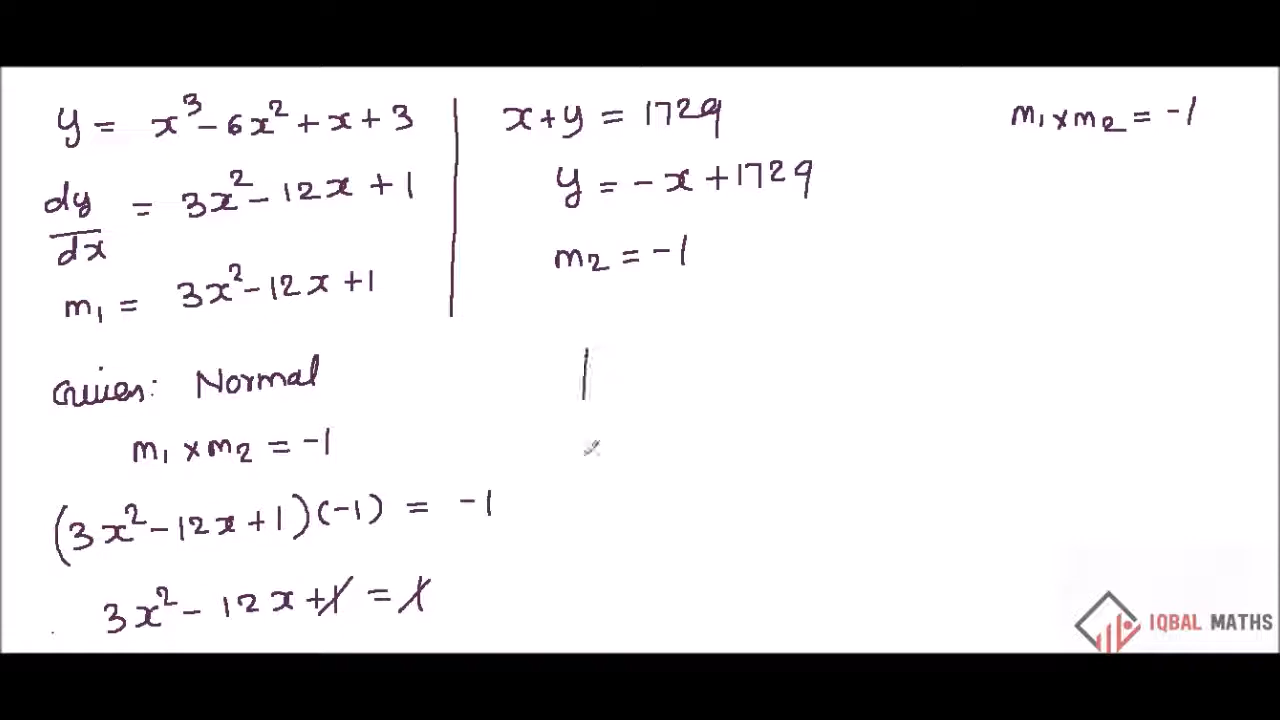 y = x³ - 6x² + x + 3
dy/dx = 3x² - 12x + 1
m₁ = 3x² - 12x + 1
x + y = 1729
y = -x + 1729
m₂ = -1
m₁ × m₂ = -1
Given: Normal
m₁ × m₂ = -1
(3x² - 12x + 1)(-1) = -1
3x² - 12x + 1 = 1
IQBAL MATHS